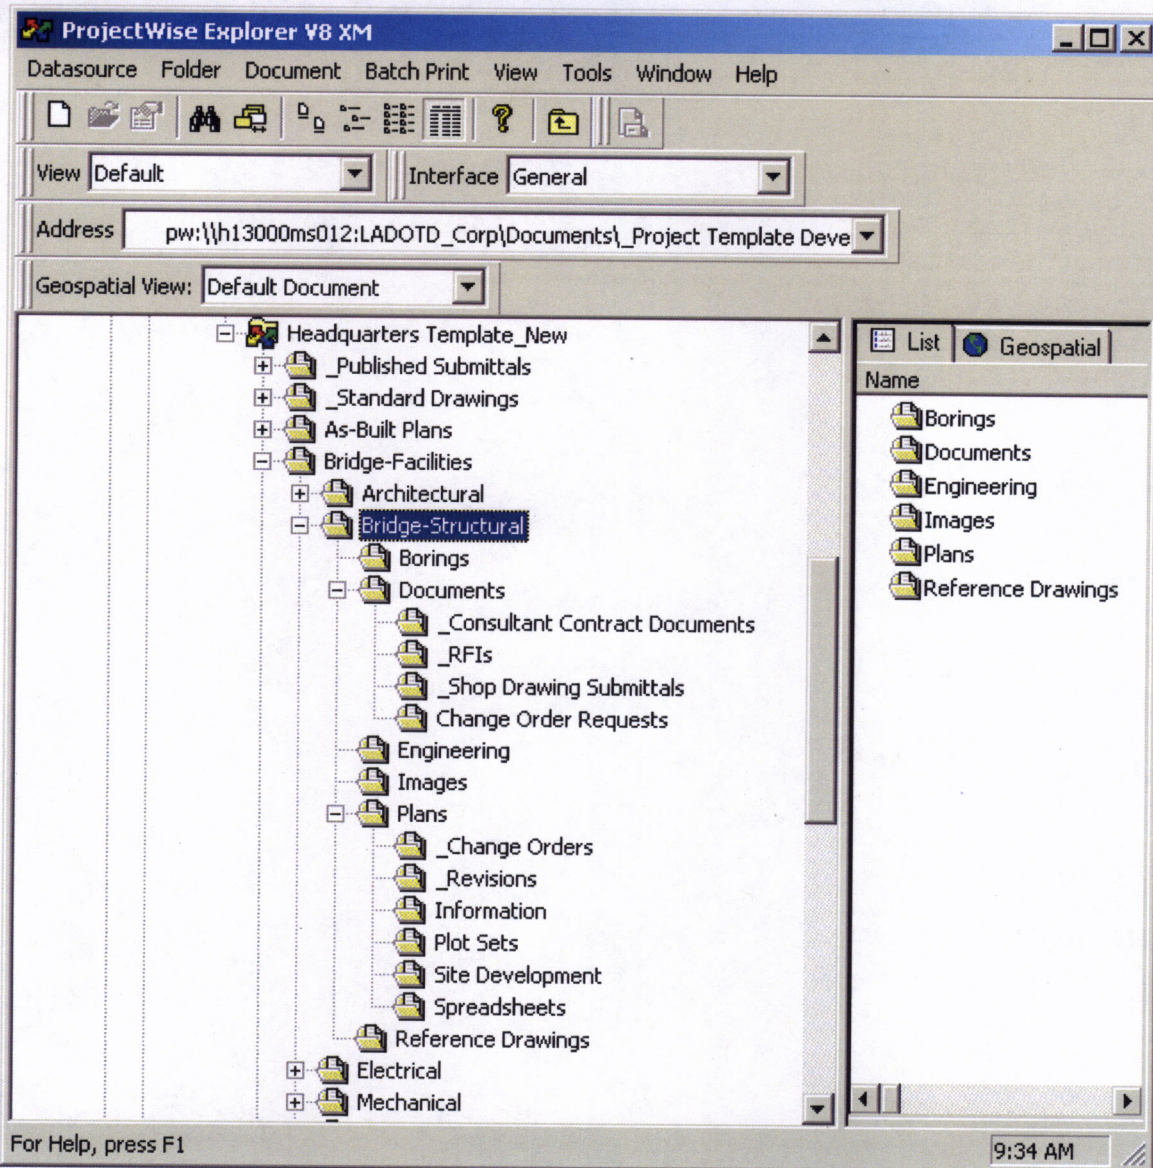 ProjectWise Explorer V8 XM
Datasource Folder Document Batch Print View Tools Window Help
View Default Interface General
Address pw:\\h13000ms012:LADOTD_Corp\Documents\_Project Template Deve
Geospatial View: Default Document
Headquarters Template_New
_Published Submittals
_Standard Drawings
As-Built Plans
Bridge-Facilities
Architectural
Bridge-Structural
Borings
Documents
_Consultant Contract Documents
_RFIs
_Shop Drawing Submittals
Change Order Requests
Engineering
Images
Plans
_Change Orders
_Revisions
Information
Plot Sets
Site Development
Spreadsheets
Reference Drawings
Electrical
Mechanical
List Geospatial
Name
Borings
Documents
Engineering
Images
Plans
Reference Drawings
For Help, press F1
9:34 AM